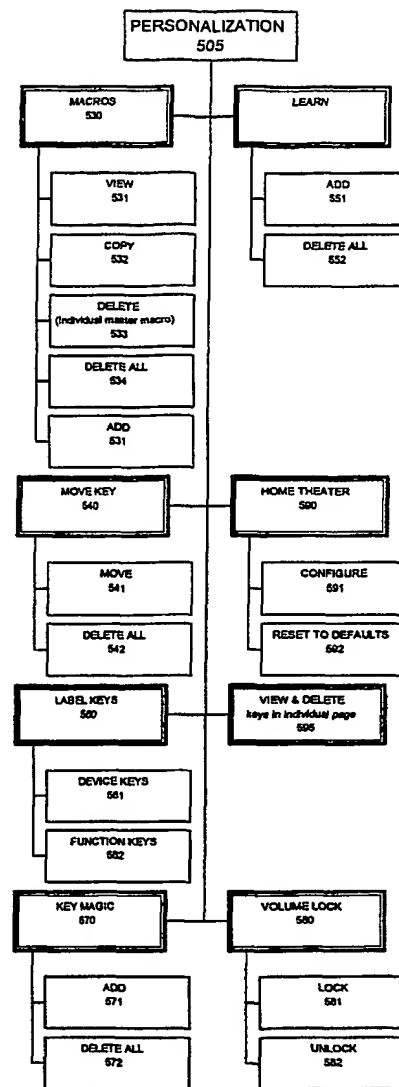 PERSONALIZATION
505
MACROS
530
LEARN
VIEW
531
ADD
551
COPY
532
DELETE ALL
552
DELETE
(Individual master macro)
533
DELETE ALL
534
ADD
531
MOVE KEY
540
HOME THEATER
590
MOVE
541
CONFIGURE
591
DELETE ALL
542
RESET TO DEFAULTS
592
LABEL KEYS
560
VIEW & DELETE
keys in individual page
595
DEVICE KEYS
561
FUNCTION KEYS
562
KEY MAGIC
570
VOLUME LOCK
580
ADD
571
LOCK
581
DELETE ALL
572
UNLOCK
582